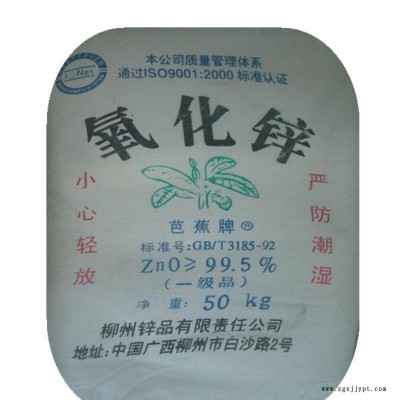 本公司质量管理体系
通过ISO9001:2000 标准认证
Net
氧化锌
小心轻放
严防潮湿
芭蕉牌®
标准号:GB/T3185-92
ZnO≥99.5%
(一级品)
净 重: 50 kg
柳州锌品有限责任公司
地址:中国广西柳州市白沙路2号
www.zgxjjypt.com